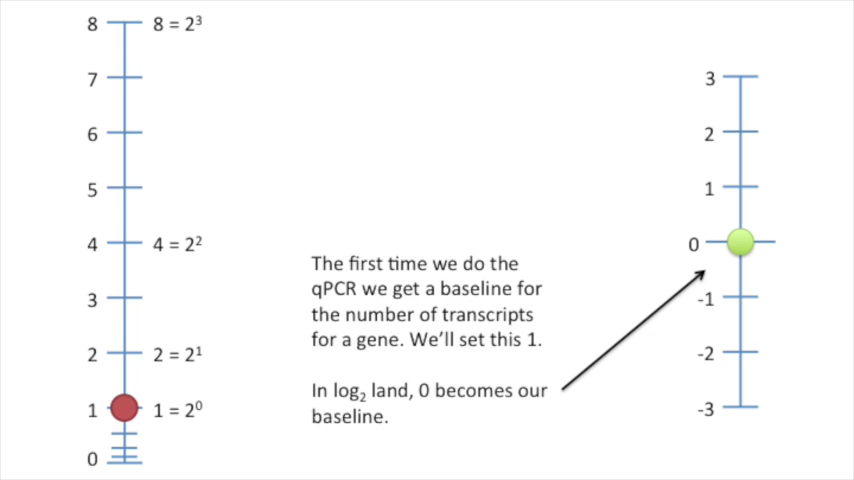 8
8 = 2³
7
6
5
4
4 = 2²
3
2
2 = 2¹
1
1 = 2⁰
0
The first time we do the
qPCR we get a baseline for
the number of transcripts
for a gene. We'll set this 1.
In log₂ land, 0 becomes our
baseline.
3
2
1
0
-1
-2
-3